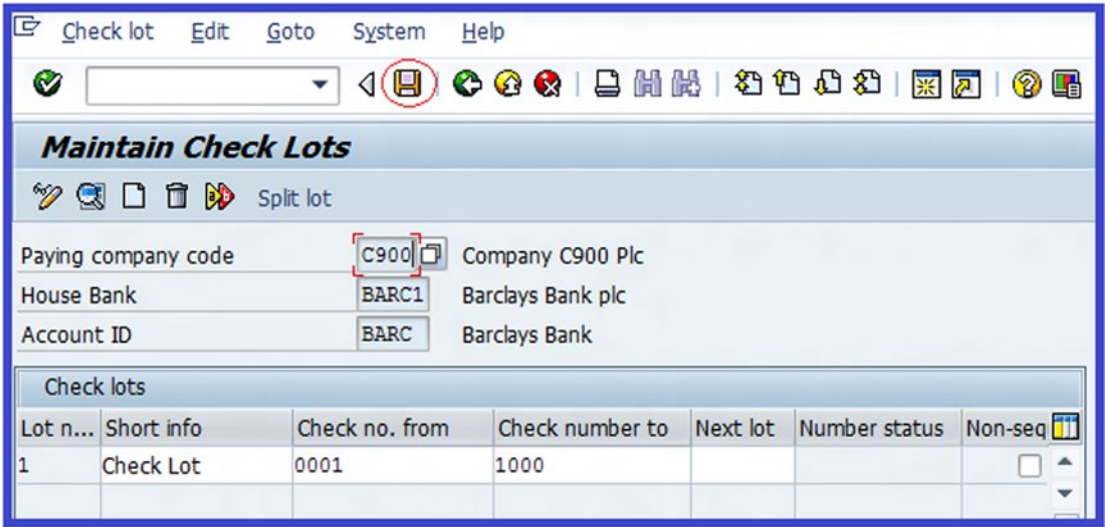 Check lot Edit Goto System Help
Maintain Check Lots
Split lot
Paying company code C900 Company C900 Plc
House Bank BARC1 Barclays Bank plc
Account ID BARC Barclays Bank
Check lots
Lot n... Short info Check no. from Check number to Next lot Number status Non-seq
1 Check Lot 0001 1000